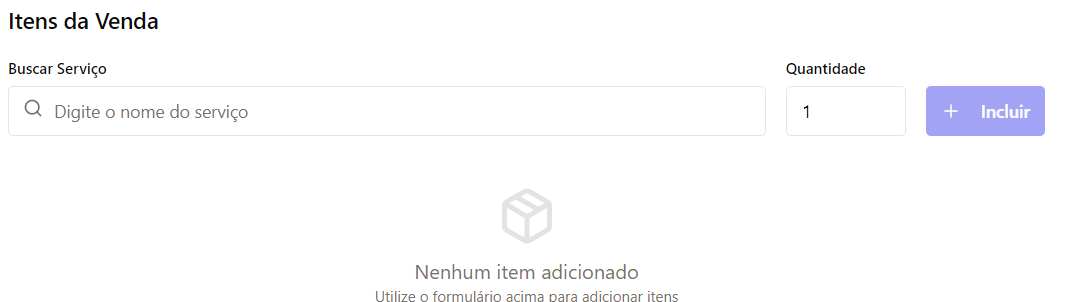 Itens da Venda
Buscar Serviço
Quantidade
Digite o nome do serviço
1
Incluir
Nenhum item adicionado
Utilize o formulário acima para adicionar itens